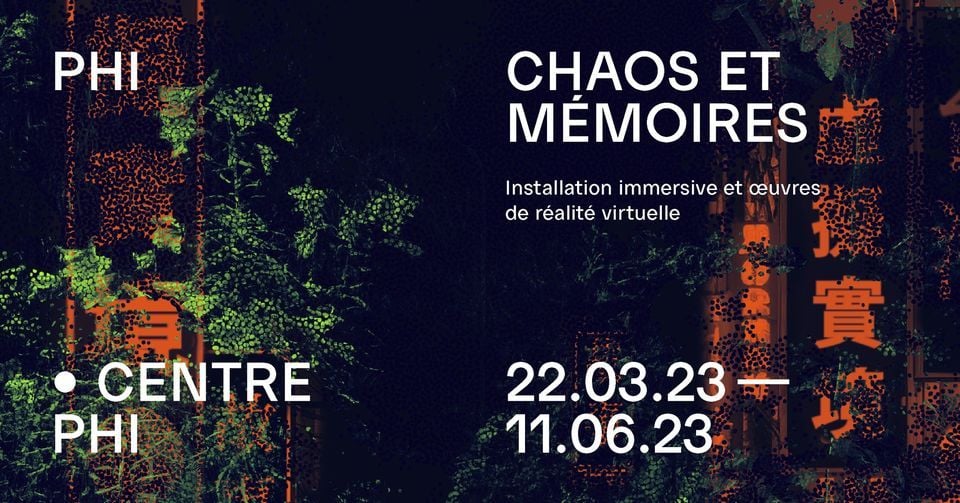 PHI
CHAOS ET
MÉMOIRES
Installation immersive et œuvres
de réalité virtuelle
• CENTRE
PHI
22.03.23 —
11.06.23
實